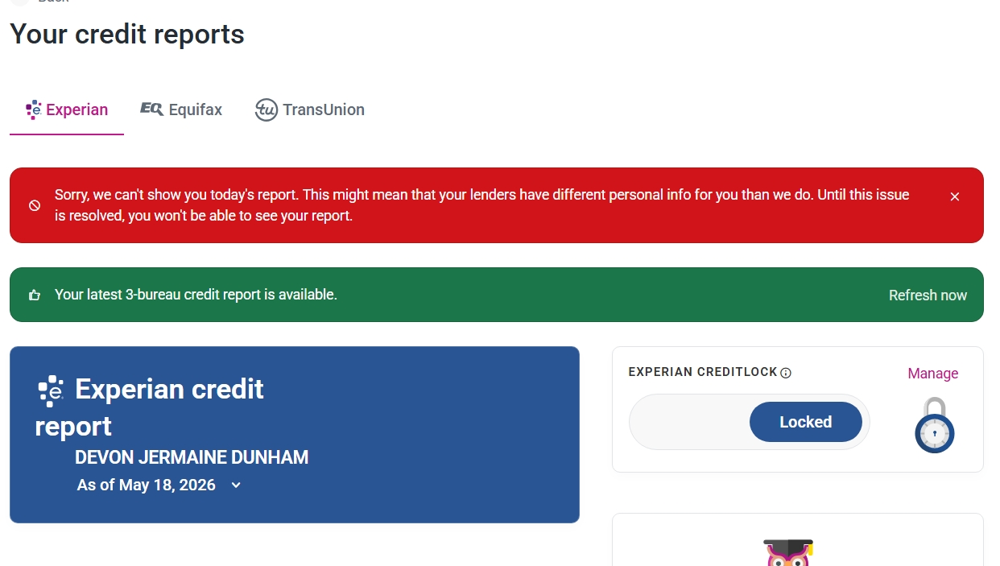 Your credit reports
Experian
EQ Equifax
tu TransUnion
Sorry, we can't show you today's report. This might mean that your lenders have different personal info for you than we do. Until this issue
is resolved, you won't be able to see your report.
Your latest 3-bureau credit report is available.
Refresh now
e Experian credit
report
DEVON JERMAINE DUNHAM
As of May 18, 2026
EXPERIAN CREDITLOCK
Manage
Locked